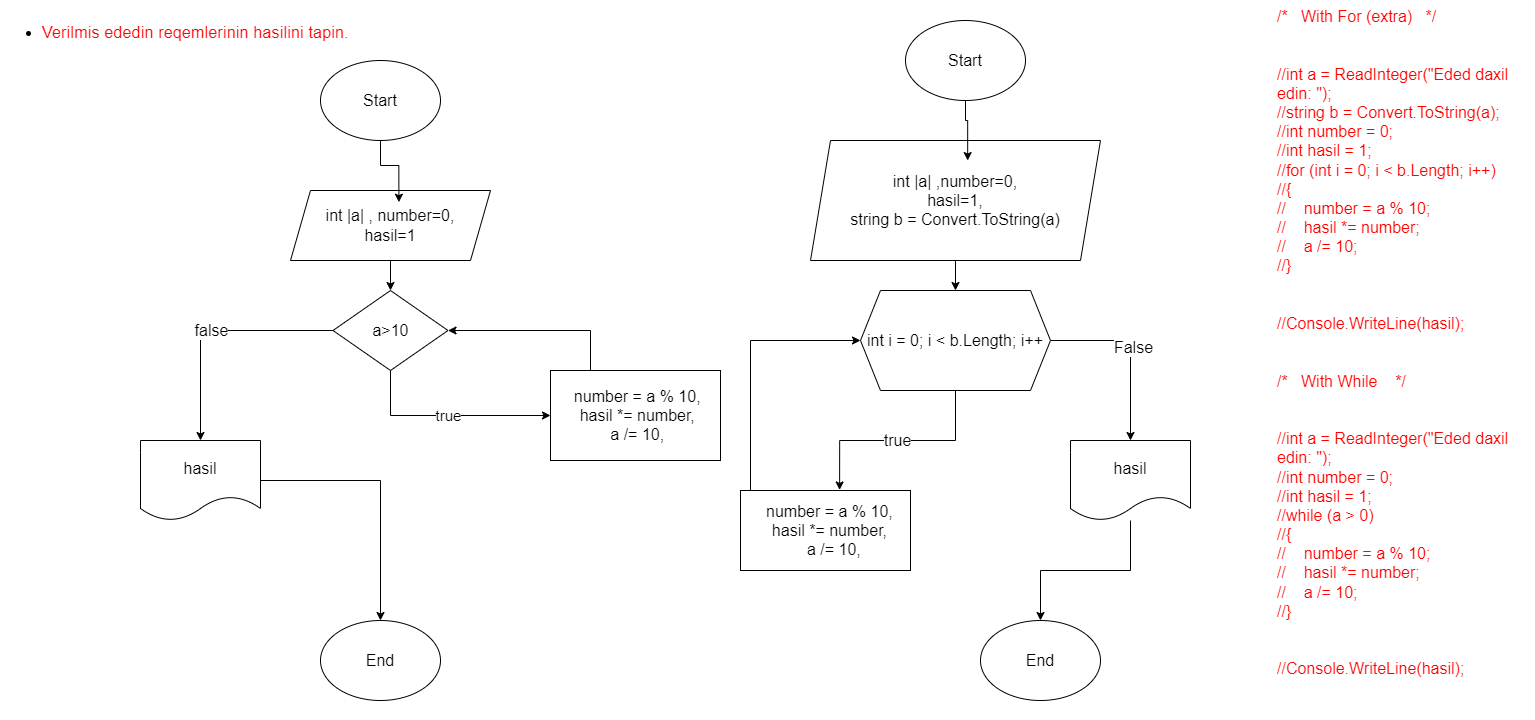 Verilmis ededin reqemlerinin hasilini tapin.
Start
int |a| , number=0,
hasil=1
a>10
false
true
number = a % 10,
hasil *= number,
a /= 10,
hasil
End
Start
int |a| ,number=0,
hasil=1,
string b = Convert.ToString(a)
int i = 0; i < b.Length; i++
False
true
number = a % 10,
hasil *= number,
a /= 10,
hasil
End
/* With For (extra) */
//int a = ReadInteger("Eded daxil
edin: ");
//string b = Convert.ToString(a);
//int number = 0;
//int hasil = 1;
//for (int i = 0; i < b.Length; i++)
//{
// number = a % 10;
// hasil *= number;
// a /= 10;
//}
//Console.WriteLine(hasil);
/* With While */
//int a = ReadInteger("Eded daxil
edin: ");
//int number = 0;
//int hasil = 1;
//while (a > 0)
//{
// number = a % 10;
// hasil *= number;
// a /= 10;
//}
//Console.WriteLine(hasil);